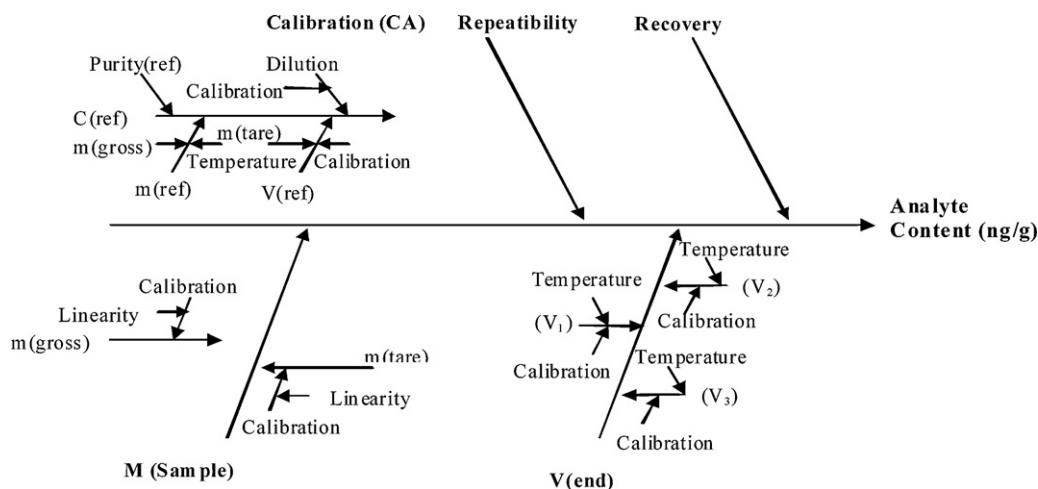 Calibration (CA) Repeatibility Recovery
Purity(ref) Dilution
Calibration
C(ref)
m(gross) m(tare)
Temperature Calibration
m(ref) V(ref)
Analyte
Content (ng/g)
Calibration
Linearity
m(gross)
m(tare)
Linearity
Calibration
M (Sample)
Temperature
(V₂)
Calibration
Temperature
(V₁)
Calibration
Temperature
(V₃)
Calibration
V(end)